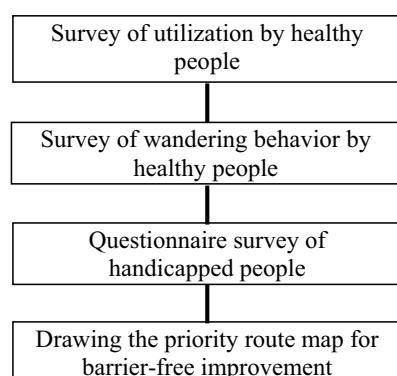 Survey of utilization by healthy
people
Survey of wandering behavior by
healthy people
Questionnaire survey of
handicapped people
Drawing the priority route map for
barrier-free improvement